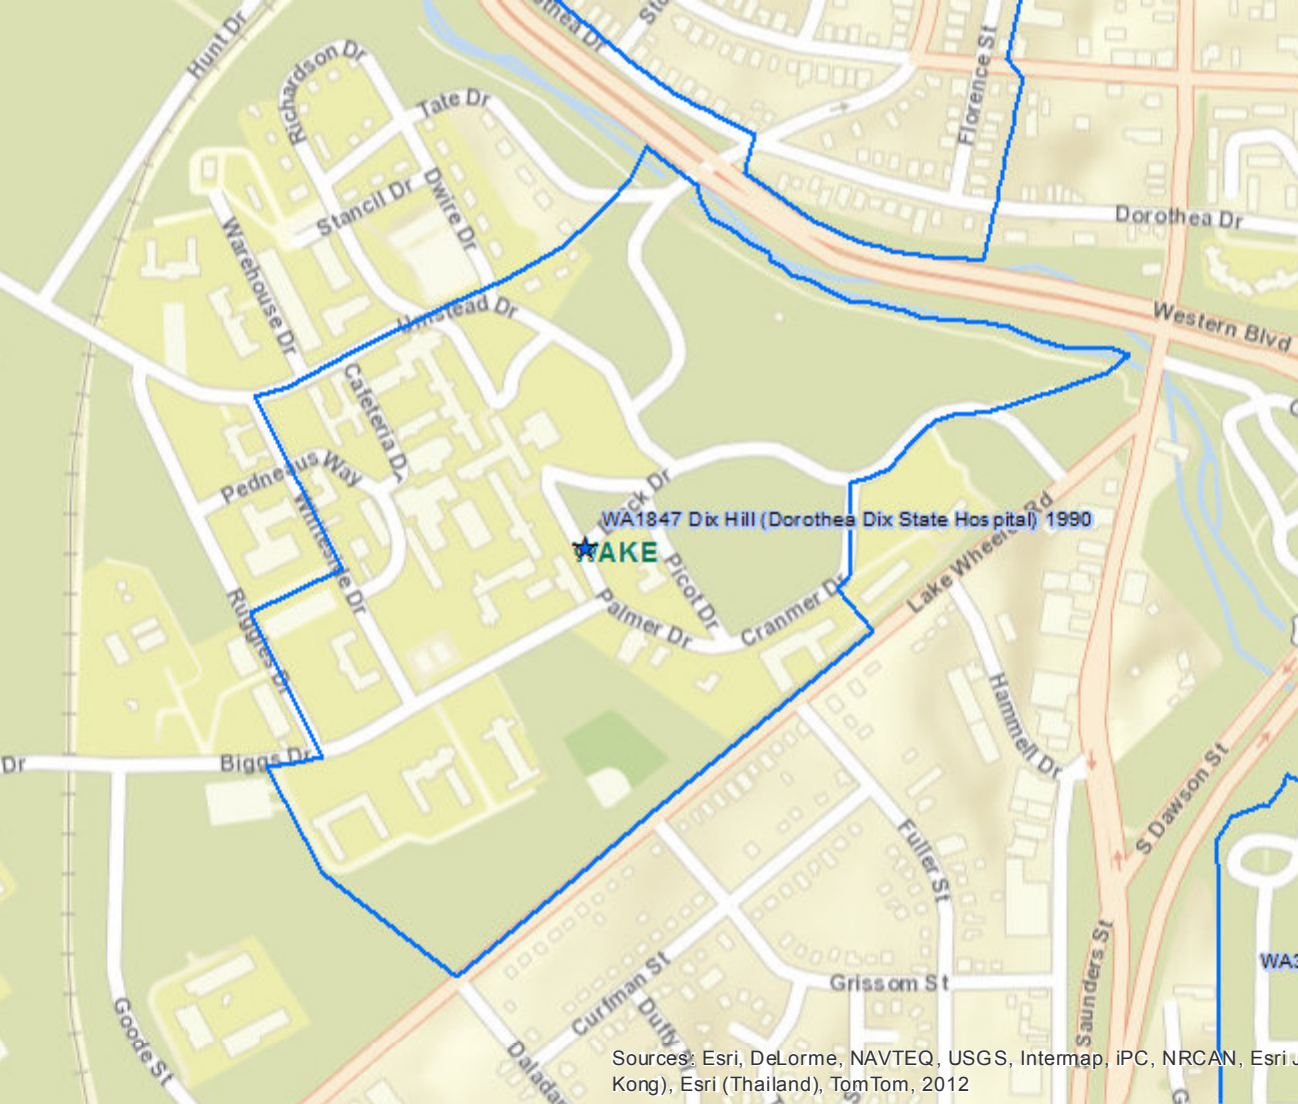 Hunt Dr
Richardson Dr
Tate Dr
Stancil Dr
Dwire Dr
Warehouse Dr
Umstead Dr
Cafeteria Dr
Florence St
Dorothea Dr
Western Blvd
Pedneaus Way
Whiteside Dr
WA1847 Dix Hill (Dorothea Dix State Hospital) 1990
WAKE
Lake Wheeler Rd
Picot Dr
Palmer Dr
Cranmer Dr
Ruggles Dr
Hammell Dr
Dr
Biggs Dr
S Dawson St
Fuller St
Grissom St
Curfman St
Duffy
Goode St
S Saunders St
Sources: Esri, DeLorme, NAVTEQ, USGS, Intermap, iPC, NRCAN, Esri J
Kong), Esri (Thailand), TomTom, 2012